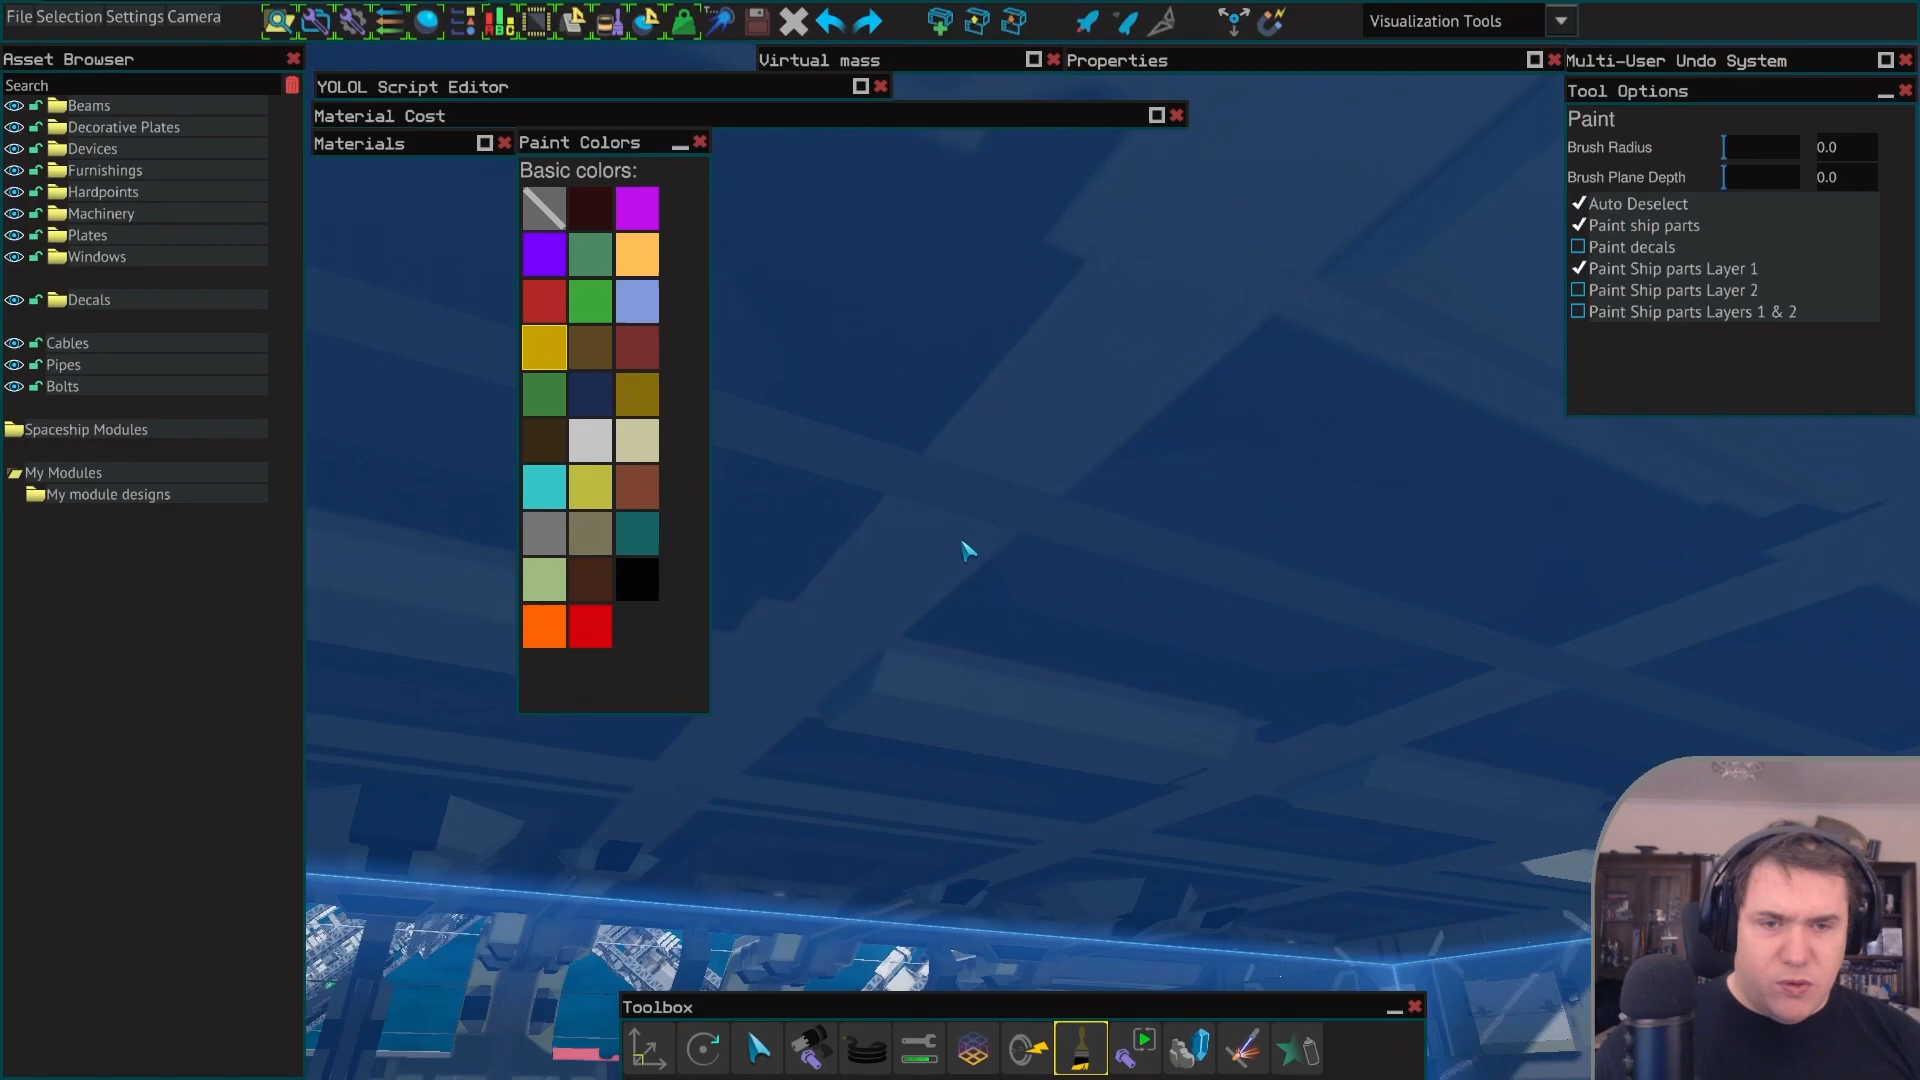 File Selection Settings Camera
Visualization Tools
Asset Browser
Virtual mass
Properties
Multi-User Undo System
Search
YOLOL Script Editor
Tool Options
Beams
Material Cost
Paint
Decorative Plates
Materials
Paint Colors
Brush Radius 0.0
Devices
Basic colors:
Brush Plane Depth 0.0
Furnishings
Hardpoints
Auto Deselect
Machinery
Paint ship parts
Plates
Paint decals
Windows
Paint Ship parts Layer 1
Decals
Paint Ship parts Layer 2
Paint Ship parts Layers 1 & 2
Cables
Pipes
Bolts
Spaceship Modules
My Modules
My module designs
Toolbox